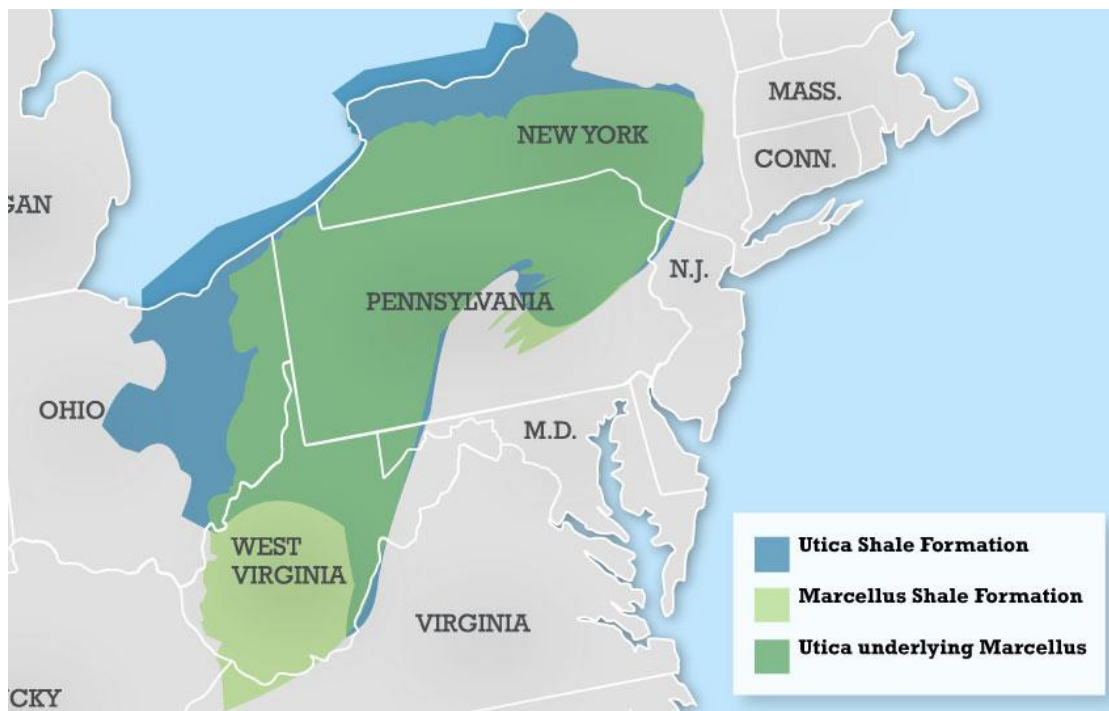 MASS.
NEW YORK
CONN.
GAN
N.J.
PENNSYLVANIA
OHIO
M.D.
WEST
VIRGINIA
VIRGINIA
CKY
Utica Shale Formation
Marcellus Shale Formation
Utica underlying Marcellus